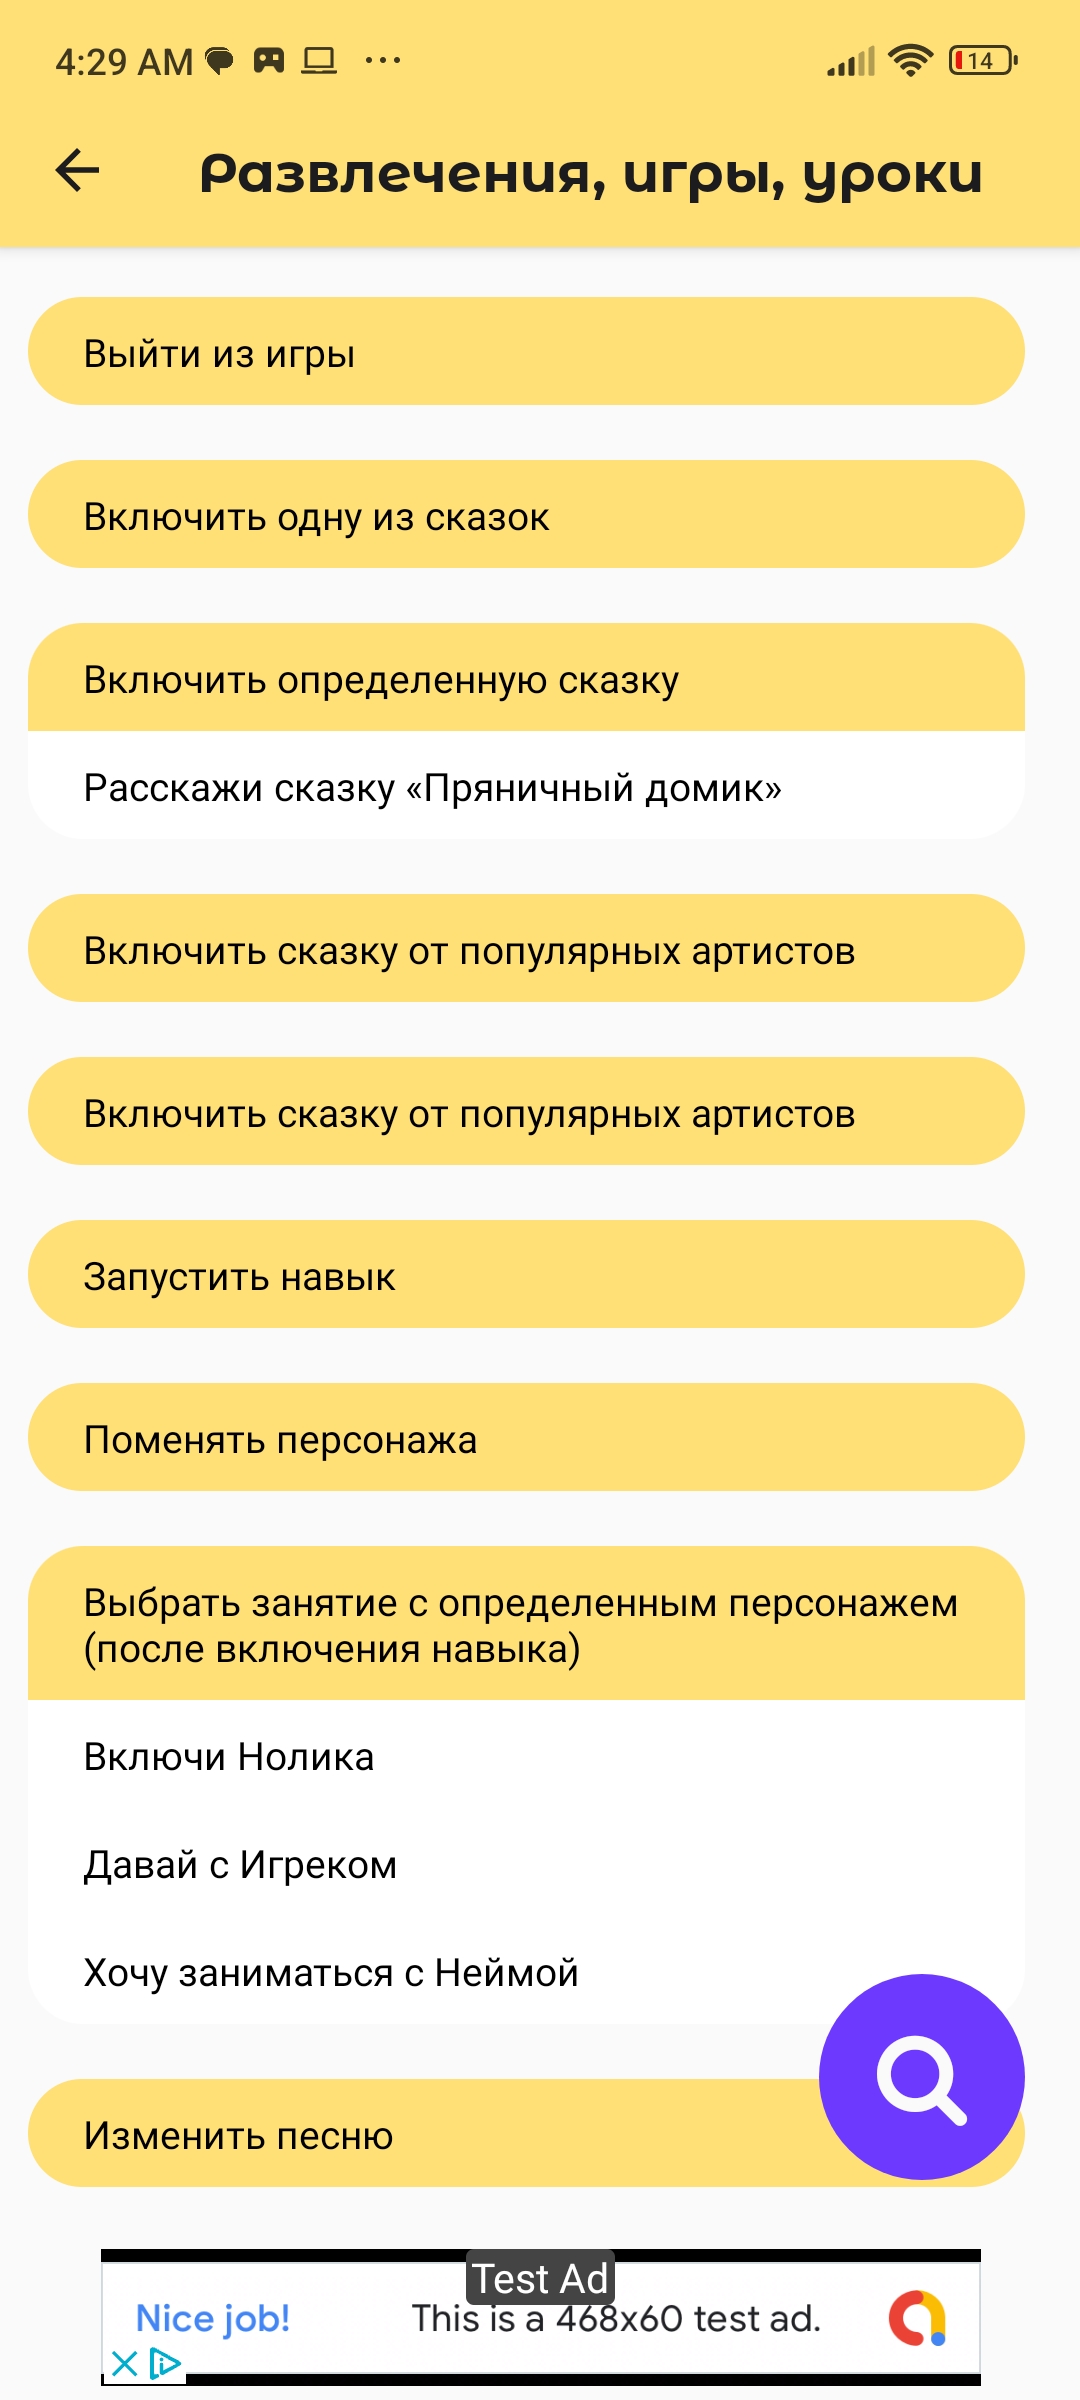 4:29 AM
14
Развлечения, игры, уроки
Выйти из игры
Включить одну из сказок
Включить определенную сказку
Расскажи сказку «Пряничный домик»
Включить сказку от популярных артистов
Включить сказку от популярных артистов
Запустить навык
Поменять персонажа
Выбрать занятие с определенным персонажем
(после включения навыка)
Включи Нолика
Давай с Игреком
Хочу заниматься с Неймой
Изменить песню
Test Ad
Nice job!
This is a 468x60 test ad.